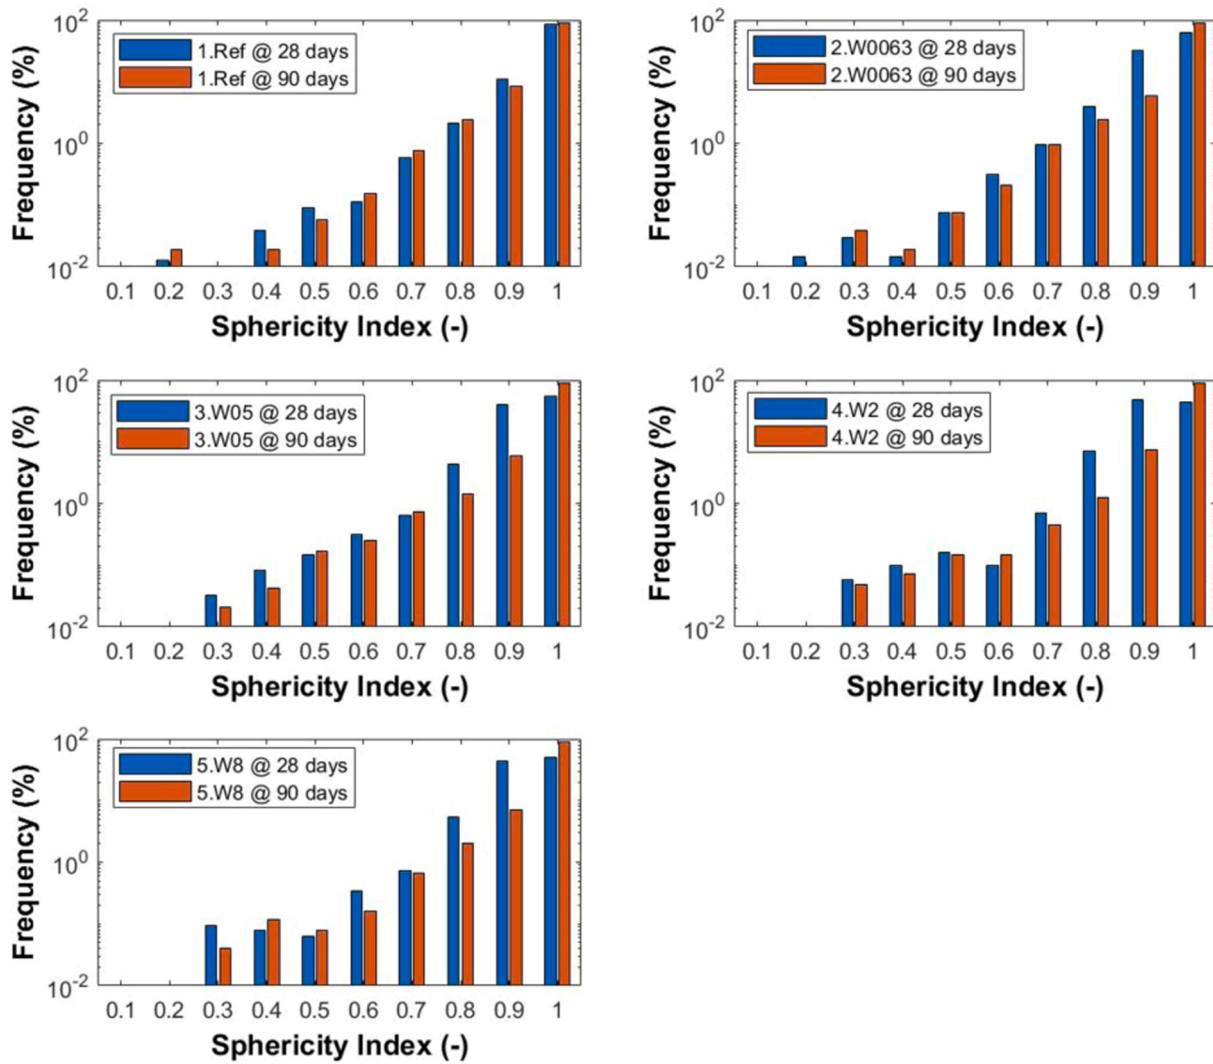 10^2
1.Ref @ 28 days
1.Ref @ 90 days
10^0
10^-2
Frequency (%)
0.1 0.2 0.3 0.4 0.5 0.6 0.7 0.8 0.9 1
Sphericity Index (-)
10^2
2.W0063 @ 28 days
2.W0063 @ 90 days
10^0
10^-2
Frequency (%)
0.1 0.2 0.3 0.4 0.5 0.6 0.7 0.8 0.9 1
Sphericity Index (-)
10^2
3.W05 @ 28 days
3.W05 @ 90 days
10^0
10^-2
Frequency (%)
0.1 0.2 0.3 0.4 0.5 0.6 0.7 0.8 0.9 1
Sphericity Index (-)
10^2
4.W2 @ 28 days
4.W2 @ 90 days
10^0
10^-2
Frequency (%)
0.1 0.2 0.3 0.4 0.5 0.6 0.7 0.8 0.9 1
Sphericity Index (-)
10^2
5.W8 @ 28 days
5.W8 @ 90 days
10^0
10^-2
Frequency (%)
0.1 0.2 0.3 0.4 0.5 0.6 0.7 0.8 0.9 1
Sphericity Index (-)